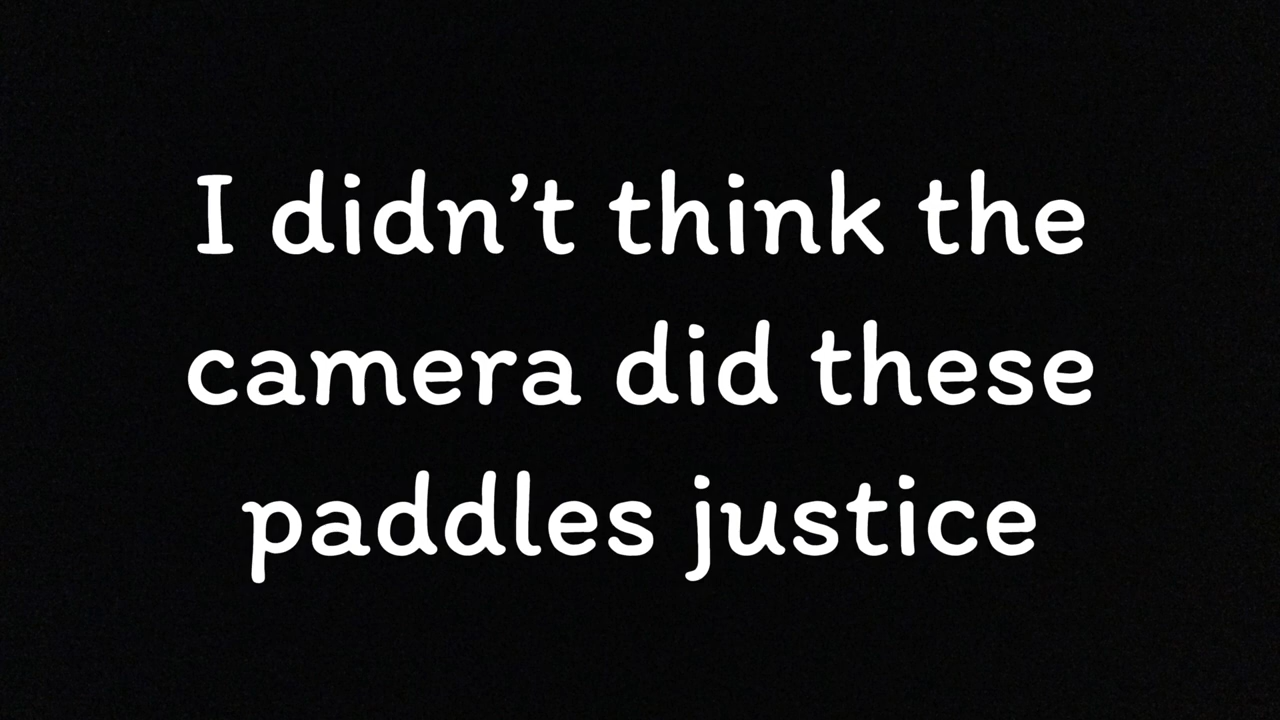 I didn’t think the
camera did these
paddles justice